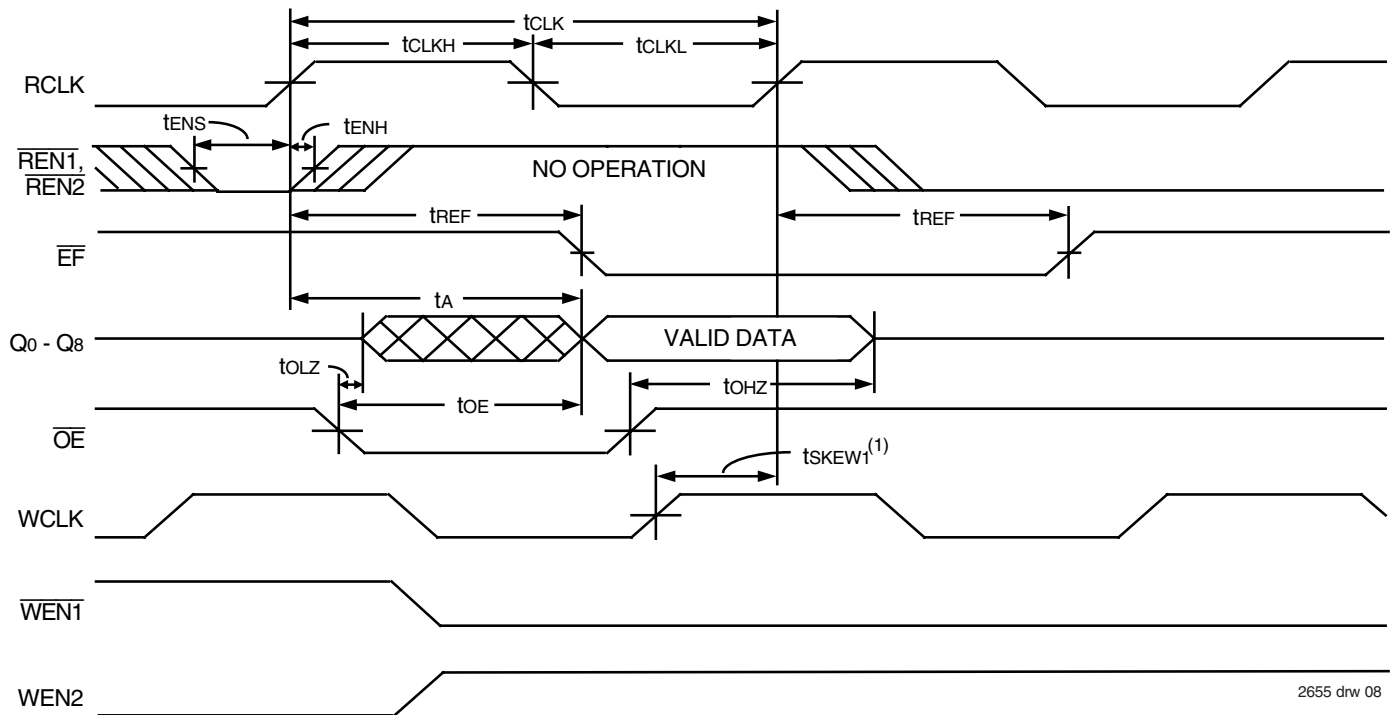 tCLK
tCLKH tCLKL
RCLK
tENS tENH
REN1,
REN2
NO OPERATION
tREF tREF
EF
tA
Q0 - Q8
VALID DATA
tOLZ
tOHZ
tOE
OE
tSKEW1(1)
WCLK
WEN1
WEN2
2655 drw 08